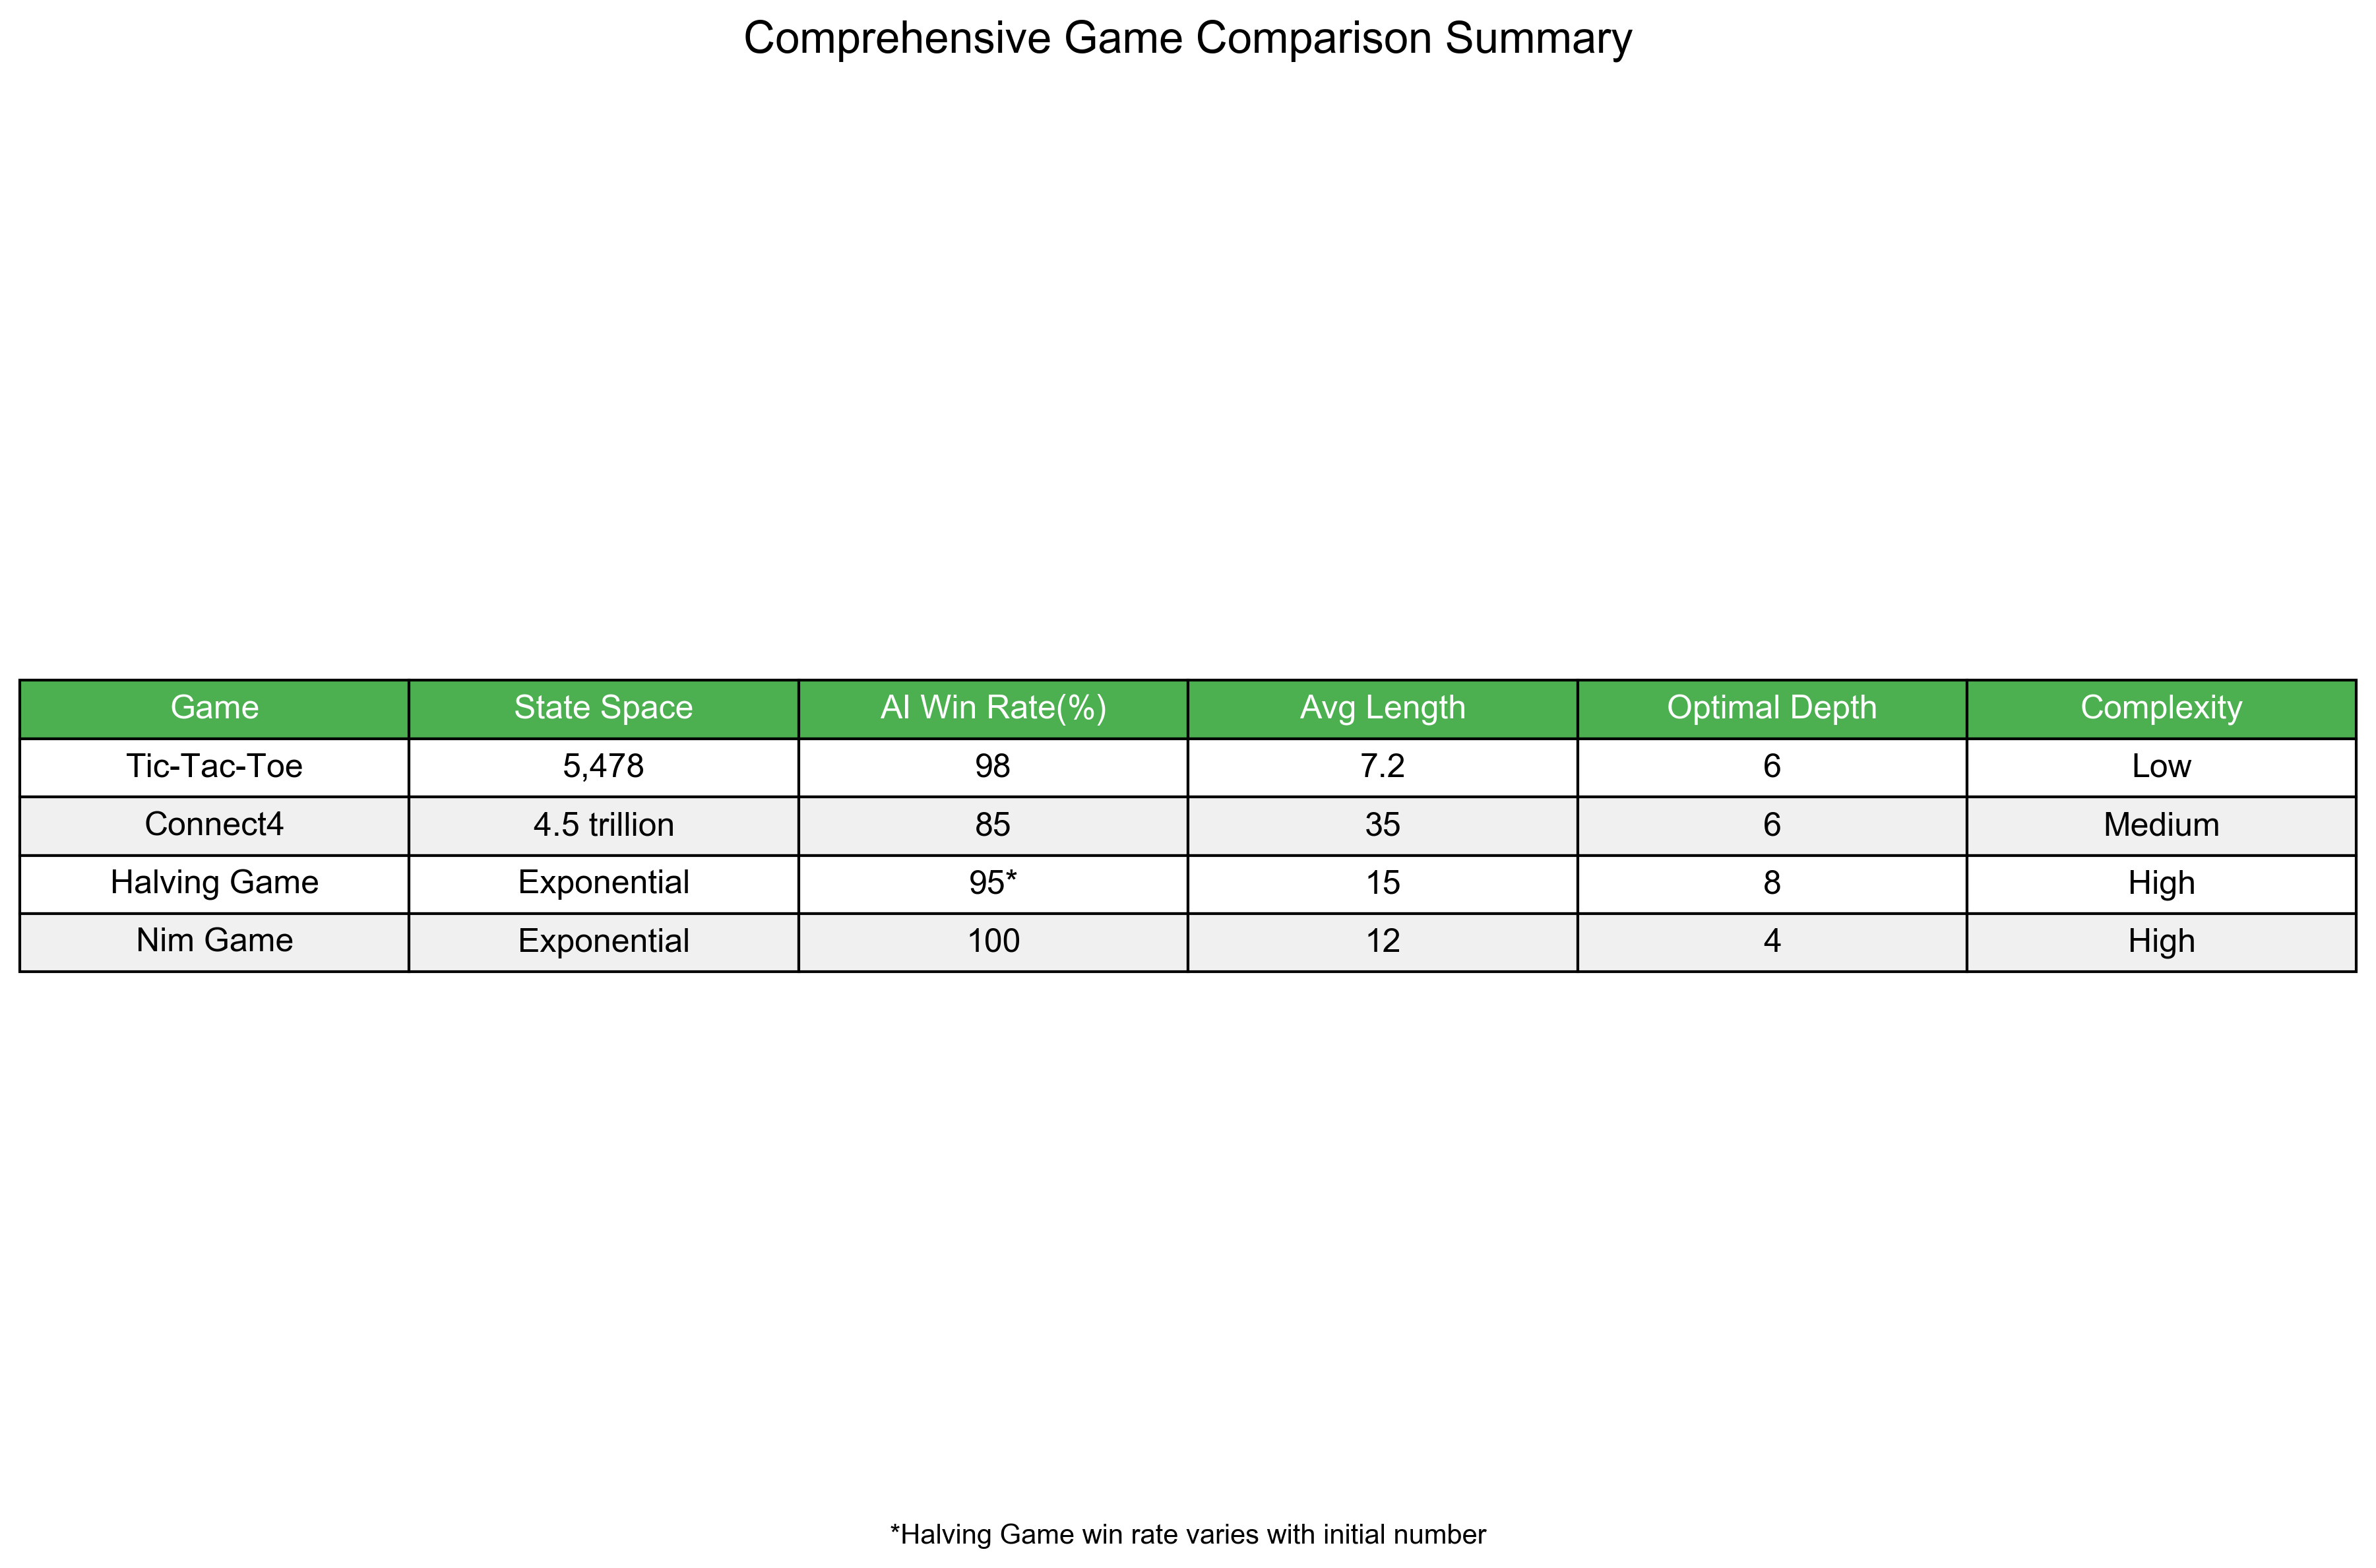 Comprehensive Game Comparison Summary
Game State Space AI Win Rate(%) Avg Length Optimal Depth Complexity
Tic-Tac-Toe 5,478 98 7.2 6 Low
Connect4 4.5 trillion 85 35 6 Medium
Halving Game Exponential 95* 15 8 High
Nim Game Exponential 100 12 4 High
*Halving Game win rate varies with initial number